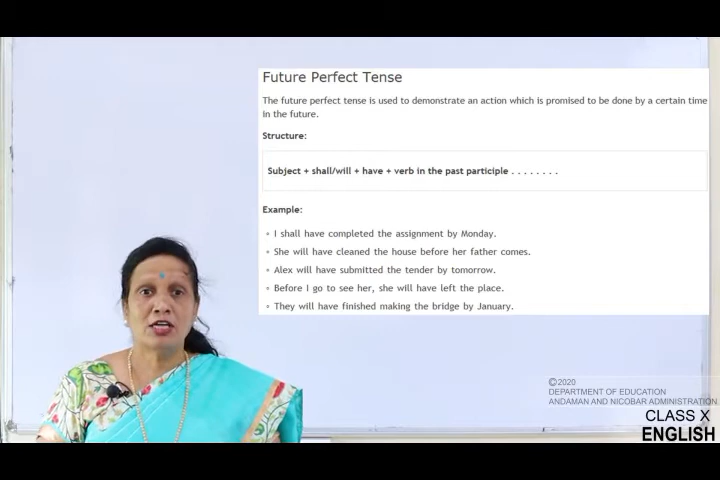 Future Perfect Tense
The future perfect tense is used to demonstrate an action which is promised to be done by a certain time
in the future.
Structure:
Subject + shall/will + have + verb in the past participle . . . . . . . .
Example:
I shall have completed the assignment by Monday.
She will have cleaned the house before her father comes.
Alex will have submitted the tender by tomorrow.
Before I go to see her, she will have left the place.
They will have finished making the bridge by January.
©2020
DEPARTMENT OF EDUCATION
ANDAMAN AND NICOBAR ADMINISTRATION
CLASS X
ENGLISH